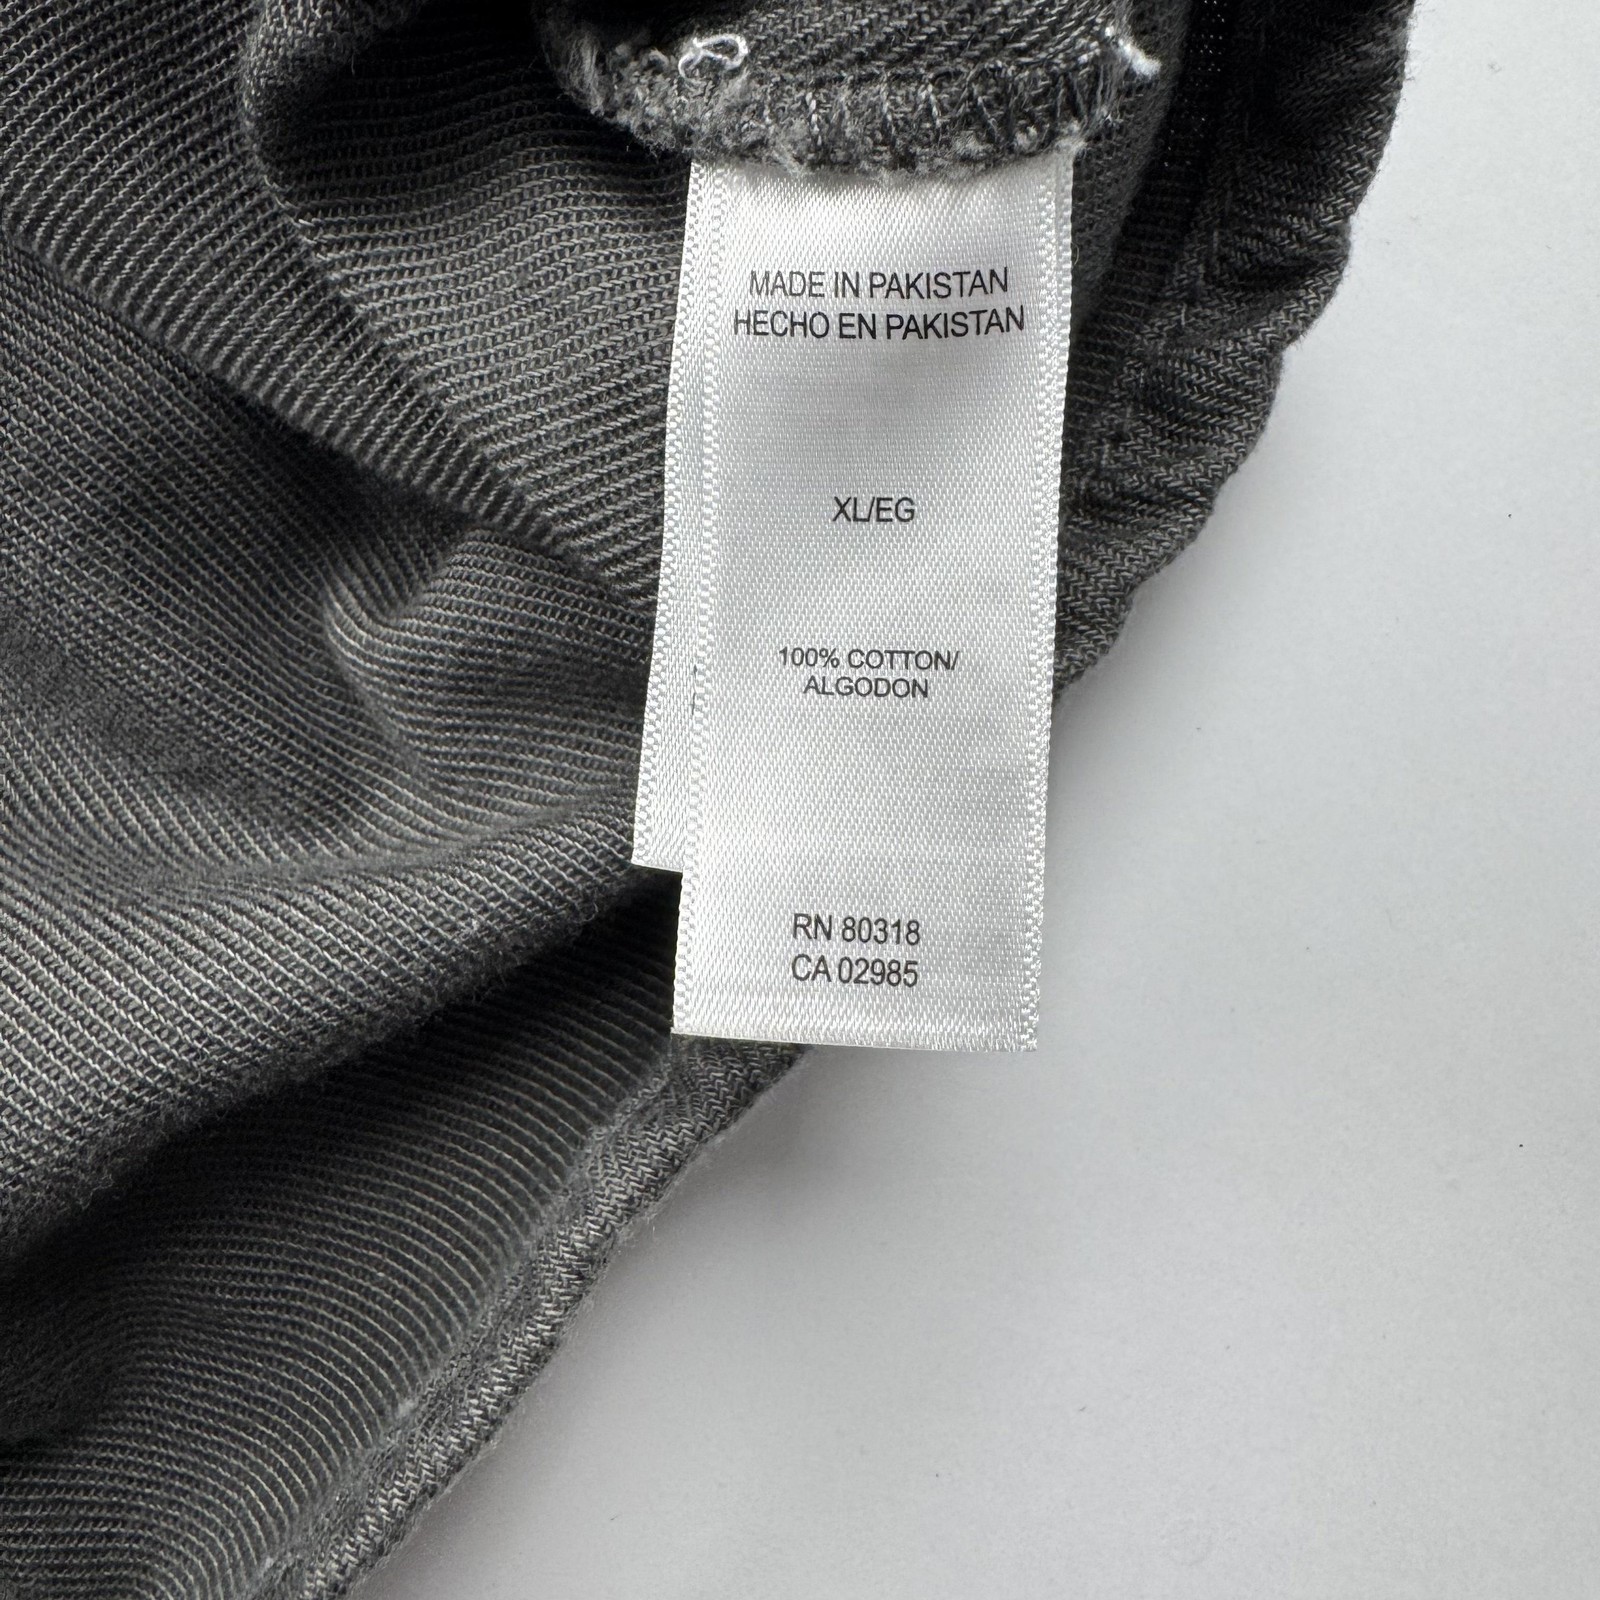 MADE IN PAKISTAN
HECHO EN PAKISTAN
XL/EG
100% COTTON/
ALGODON
RN 80318
CA 02985